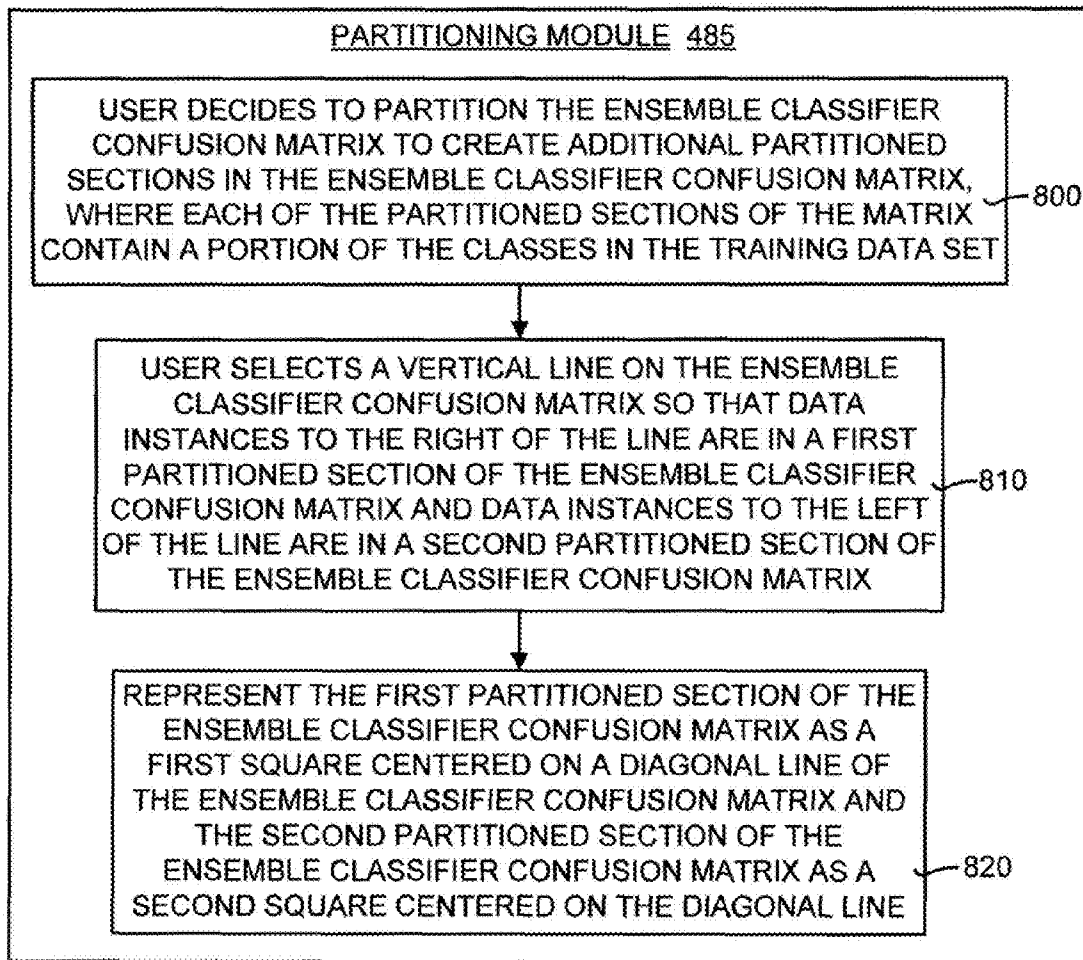 PARTITIONING MODULE 485
USER DECIDES TO PARTITION THE ENSEMBLE CLASSIFIER
CONFUSION MATRIX TO CREATE ADDITIONAL PARTITIONED
SECTIONS IN THE ENSEMBLE CLASSIFIER CONFUSION MATRIX,
WHERE EACH OF THE PARTITIONED SECTIONS OF THE MATRIX
CONTAIN A PORTION OF THE CLASSES IN THE TRAINING DATA SET
800
USER SELECTS A VERTICAL LINE ON THE ENSEMBLE
CLASSIFIER CONFUSION MATRIX SO THAT DATA
INSTANCES TO THE RIGHT OF THE LINE ARE IN A FIRST
PARTITIONED SECTION OF THE ENSEMBLE CLASSIFIER
CONFUSION MATRIX AND DATA INSTANCES TO THE LEFT
OF THE LINE ARE IN A SECOND PARTITIONED SECTION OF
THE ENSEMBLE CLASSIFIER CONFUSION MATRIX
810
REPRESENT THE FIRST PARTITIONED SECTION OF THE
ENSEMBLE CLASSIFIER CONFUSION MATRIX AS A
FIRST SQUARE CENTERED ON A DIAGONAL LINE OF
THE ENSEMBLE CLASSIFIER CONFUSION MATRIX AND
THE SECOND PARTITIONED SECTION OF THE
ENSEMBLE CLASSIFIER CONFUSION MATRIX AS A
SECOND SQUARE CENTERED ON THE DIAGONAL LINE
820